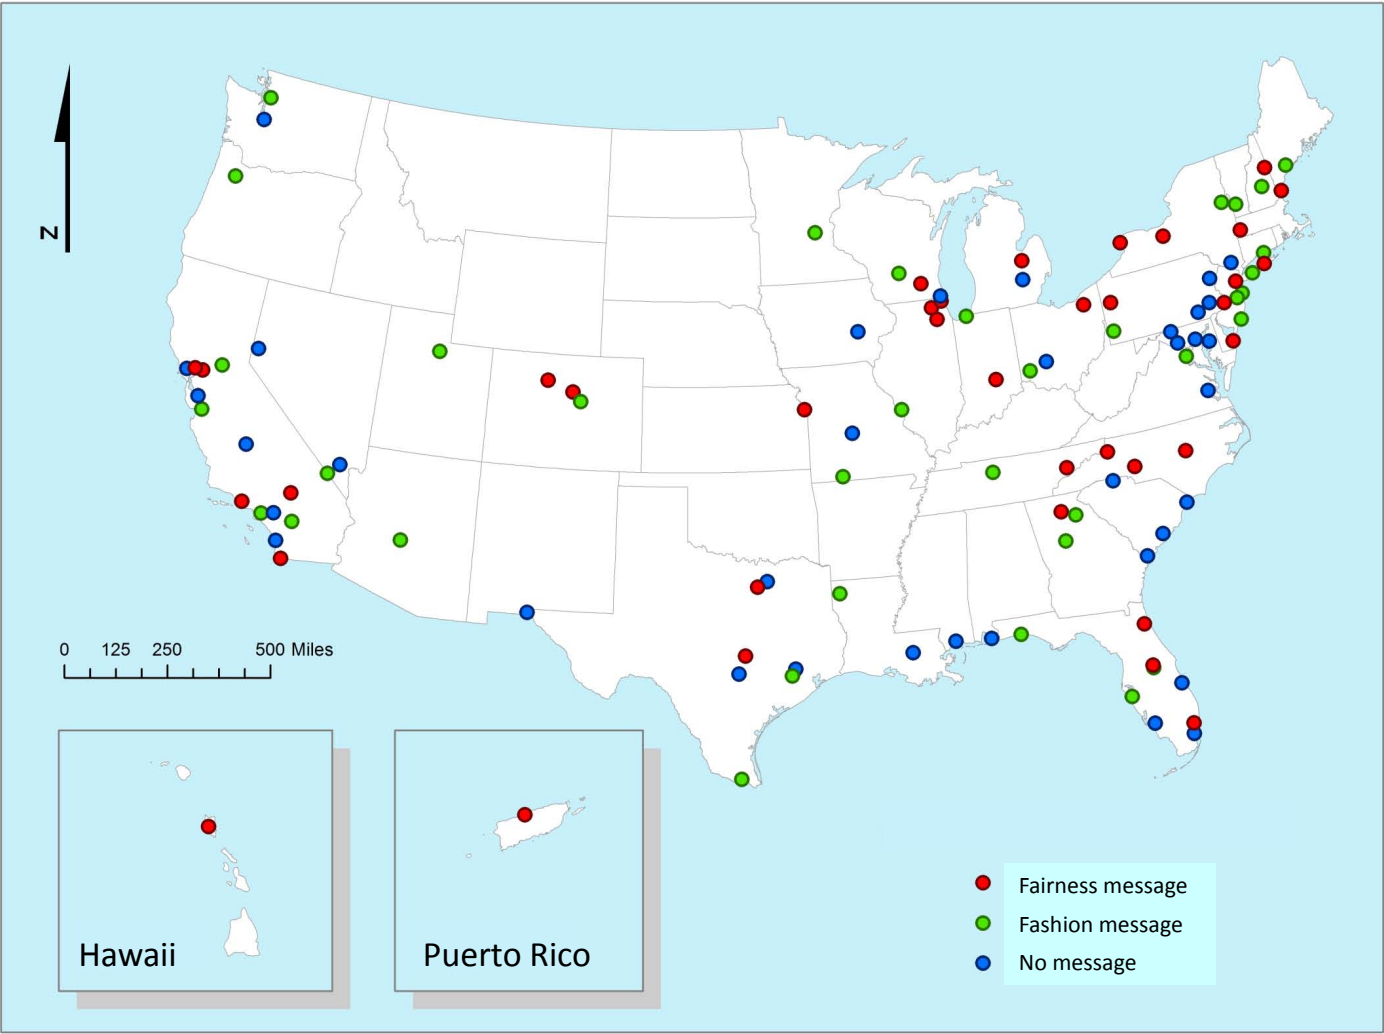 N
0 125 250 500 Miles
Hawaii
Puerto Rico
Fairness message
Fashion message
No message